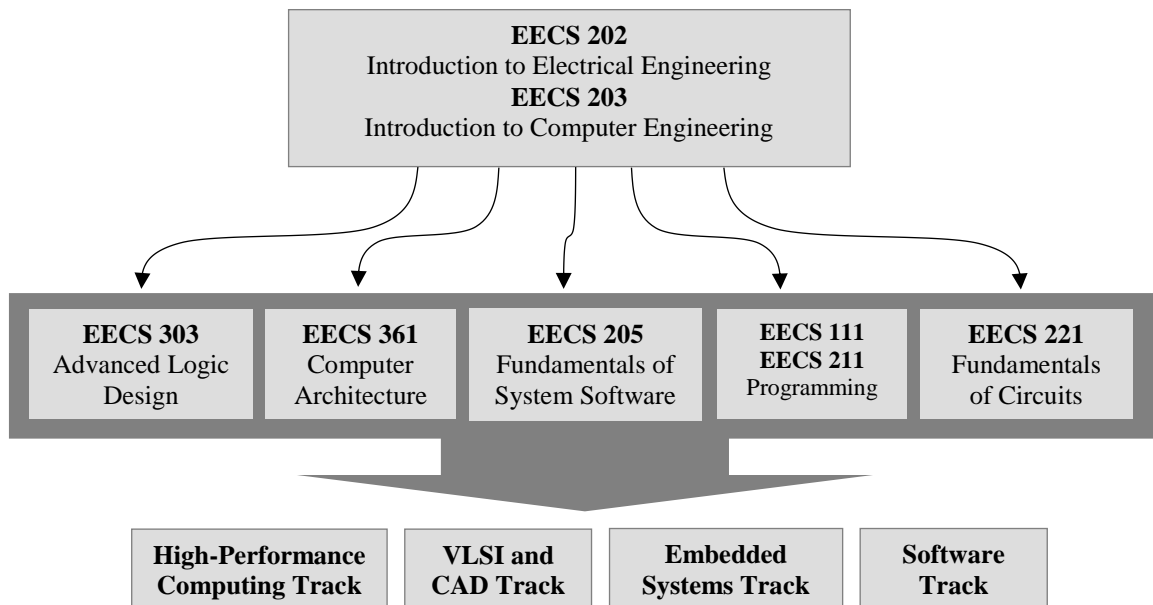 EECS 202
Introduction to Electrical Engineering
EECS 203
Introduction to Computer Engineering
EECS 303
Advanced Logic
Design
EECS 361
Computer
Architecture
EECS 205
Fundamentals of
System Software
EECS 111
EECS 211
Programming
EECS 221
Fundamentals
of Circuits
High-Performance
Computing Track
VLSI and
CAD Track
Embedded
Systems Track
Software
Track